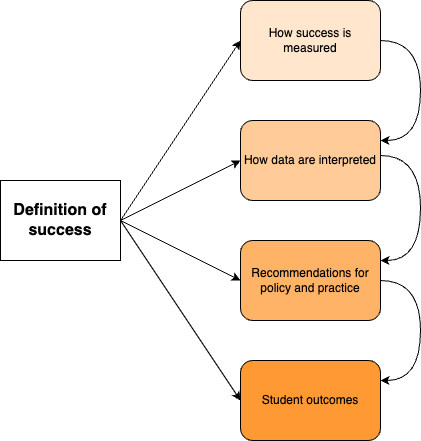 How success is
measured
How data are interpreted
Definition of
success
Recommendations for
policy and practice
Student outcomes